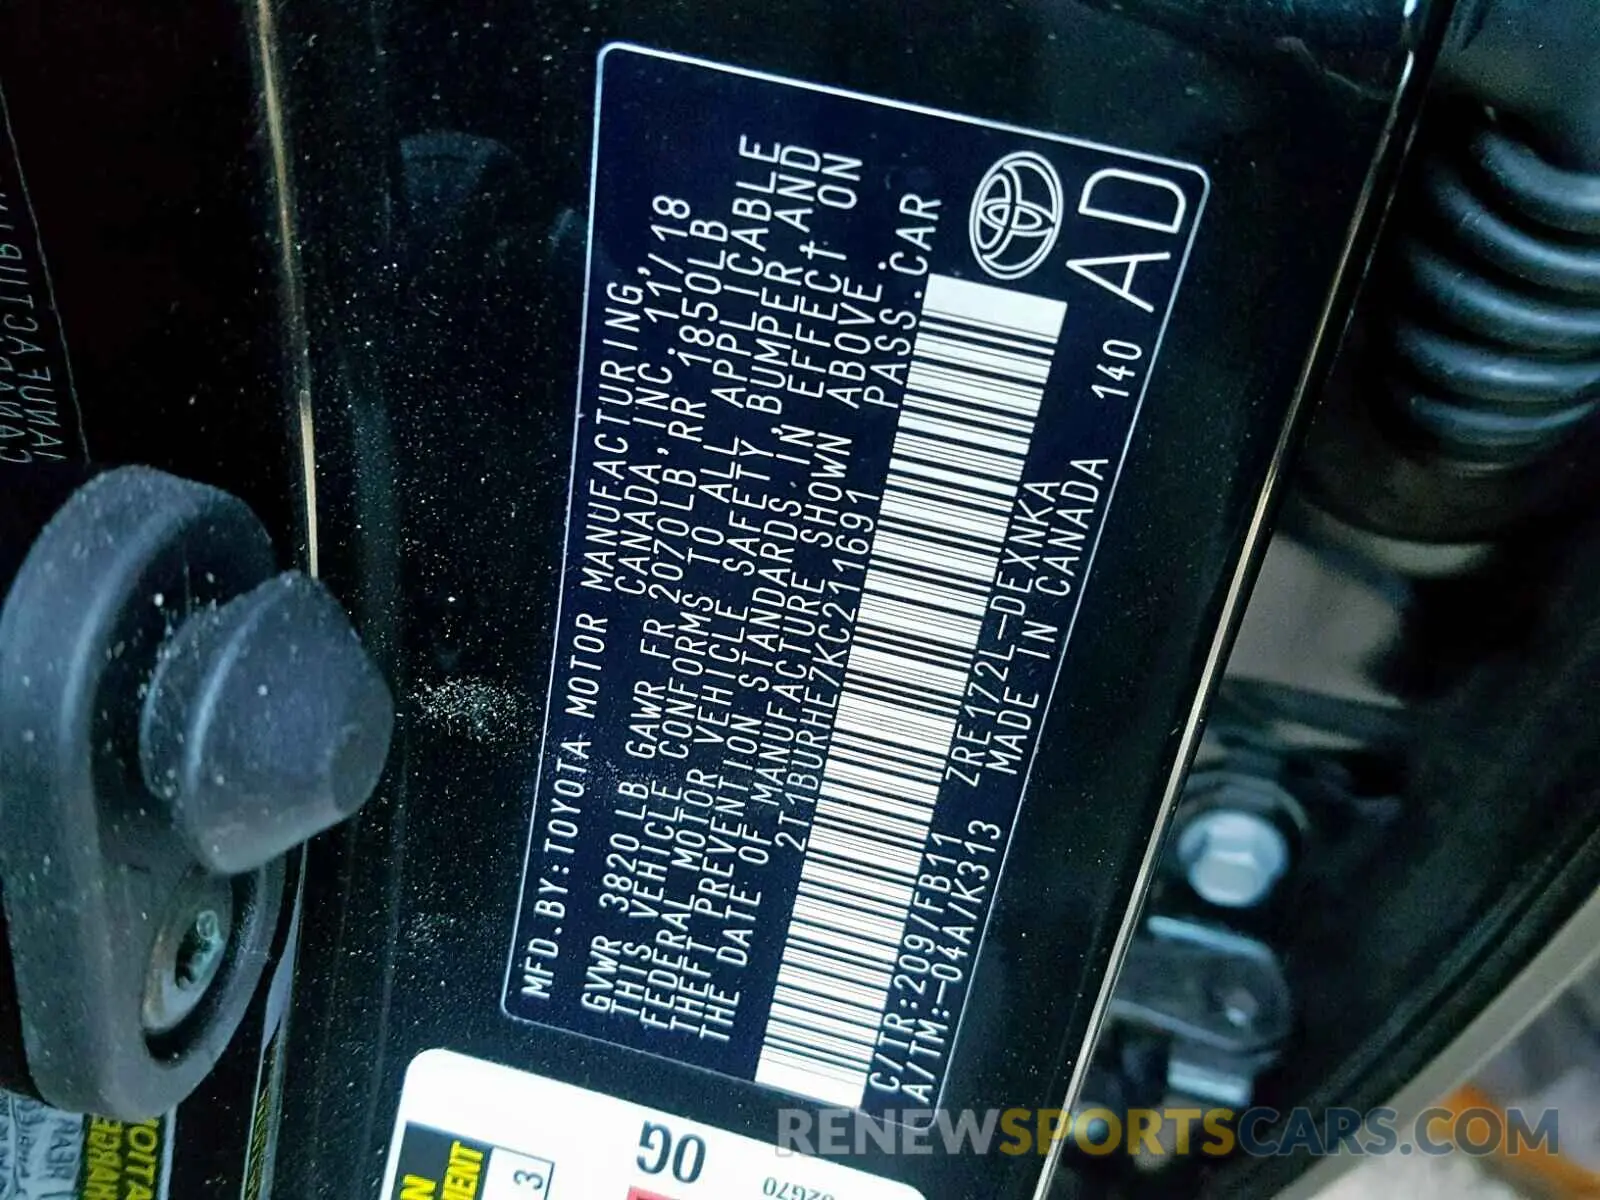 MFD.BY:TOYOTA MOTOR MANUFACTURING,
CANADA, INC. 11/18
GVWR 3820 LB GAWR FR 2070LB,RR 1850LB
THIS VEHICLE CONFORMS TO ALL APPLICABLE
FEDERAL MOTOR VEHICLE SAFETY, BUMPER, AND
THEFT PREVENTION STANDARDS IN EFFECT ON
THE DATE OF MANUFACTURE SHOWN ABOVE.
2T1BURHE7KC211691 PASS.CAR
C/TR:209/FB11 ZRE172L-DEXNKA 140
A/TM:-04A/K313 MADE IN CANADA
AD
OG
3
02G70
RENEWSPORTSCARS.COM